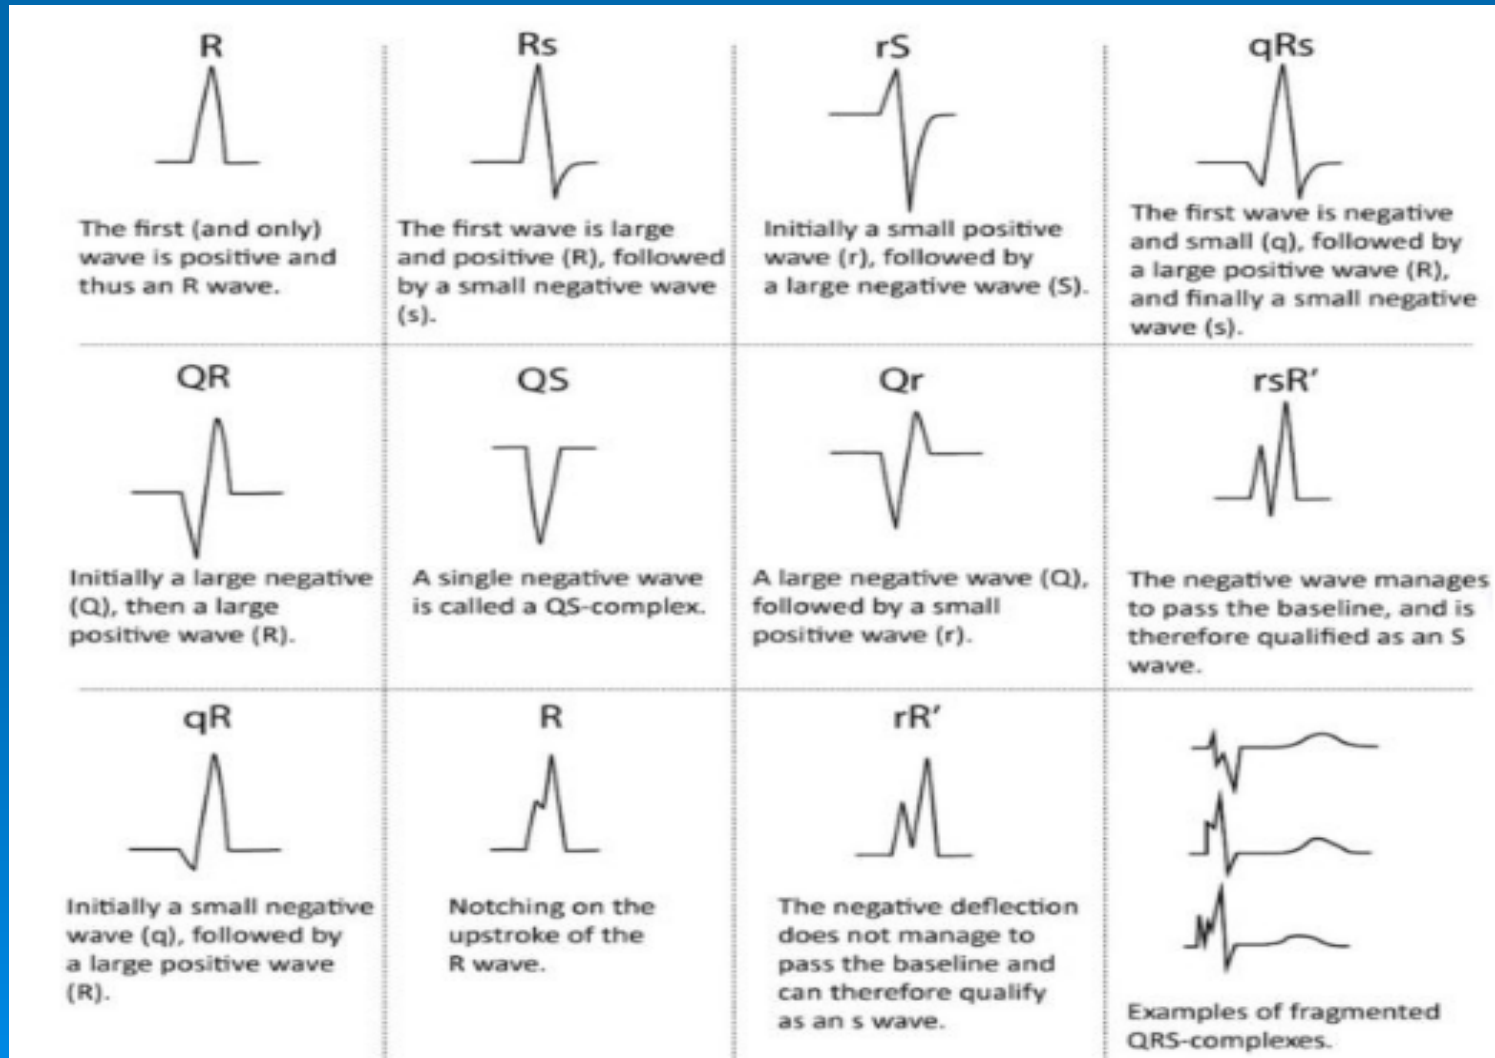 R
The first (and only)
wave is positive and
thus an R wave.
Rs
The first wave is large
and positive (R), followed
by a small negative wave
(s).
rS
Initially a small positive
wave (r), followed by
a large negative wave (S).
qRs
The first wave is negative
and small (q), followed by
a large positive wave (R),
and finally a small negative
wave (s).
QR
Initially a large negative
(Q), then a large
positive wave (R).
QS
A single negative wave
is called a QS-complex.
Qr
A large negative wave (Q),
followed by a small
positive wave (r).
rsR'
The negative wave manages
to pass the baseline, and is
therefore qualified as an S
wave.
qR
Initially a small negative
wave (q), followed by
a large positive wave
(R).
R
Notching on the
upstroke of the
R wave.
rR'
The negative deflection
does not manage to
pass the baseline and
can therefore qualify
as an s wave.
Examples of fragmented
QRS-complexes.